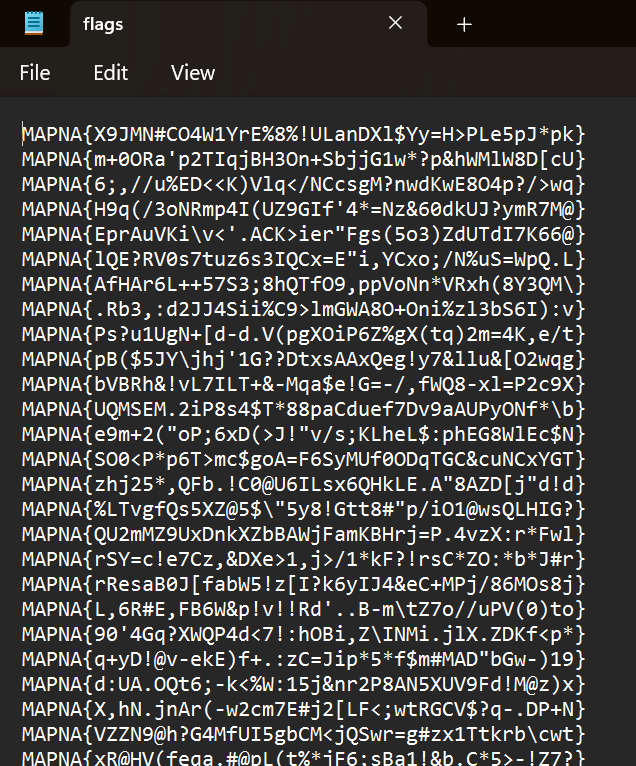 flags
File Edit View
MAPNA{X9JMN#CO4W1YrE%8%!ULanDXl$Yy=H>PLe5pJ*pk}
MAPNA{m+0ORa'p2TIqjBH3On+SbjjG1w*?p&hWMlW8D[cU}
MAPNA{6;,//u%ED<<K)Vlq</NCcsgM?nwdKwE8O4p?/>wq}
MAPNA{H9q(/3oNRmp4I(UZ9GIf'4*=Nz&60dkUJ?ymR7M@}
MAPNA{EprAuVKi\v<'.ACK>ier"Fgs(5o3)ZdUTdI7K66@}
MAPNA{lQE?RV0s7tuz6s3IQCx=E"i,YCxo;/N%uS=WpQ.L}
MAPNA{AfHAr6L++57S3;8hQTfO9,ppVoNn*VRxh(8Y3QM\}
MAPNA{.Rb3,:d2JJ4Sii%C9>lmGWA8O+Oni%zl3bS6I):v}
MAPNA{Ps?u1UgN+[d-d.V(pgXOiP6Z%gX(tq)2m=4K,e/t}
MAPNA{pB($5JY\jhj'1G??DtxsAAxQeg!y7&llu&[O2wqg}
MAPNA{bVBRh&!vL7ILT+&-Mqa$e!G=-/,fWQ8-xl=P2c9X}
MAPNA{UQMSEM.2iP8s4$T*88paCduef7Dv9aAUPyONf*\b}
MAPNA{e9m+2("oP;6xD(>J!"v/s;KLheL$:phEG8WlEc$N}
MAPNA{SO0<P*p6T>mc$goA=F6SyMUf0ODqTGC&cuNCxYGT}
MAPNA{zhj25*,QFb.!C0@U6ILsx6QHkLE.A"8AZD[j"d!d}
MAPNA{%LTvgfQs5XZ@5$\"5y8!Gtt8#"p/iO1@wsQLHIG?}
MAPNA{QU2mMZ9UxDnkXZbBAWjFamKBHrj=P.4vzX:r*Fwl}
MAPNA{rSY=c!e7Cz,&DXe>1,j>/1*kF?!rsC*ZO:*b*J#r}
MAPNA{rResaB0J[fabW5!z[I?k6yIJ4&eC+MPj/86MOs8j}
MAPNA{L,6R#E,FB6W&p!v!!Rd'..B-m\tZ7o//uPV(0)to}
MAPNA{90'4Gq?XWQP4d<7!:hOBi,Z\INMi.jlX.ZDKf<p*}
MAPNA{q+yD!@v-ekE)f+.:zC=Jip*5*f$m#MAD"bGw-)19}
MAPNA{d:UA.OQt6;-k<%W:15j&nr2P8AN5XUV9Fd!M@z)x}
MAPNA{X,hN.jnAr(-w2cm7E#j2[LF<;wtRGCV$?q-.DP+N}
MAPNA{VZZN9@h?G4MfUI5gbCM<jQSwr=g#zx1Ttkrb\cwt}
MAPNA{xR@HV(fega.#@pL(t%*jF6;sBa1!&b.C*5>-!Z7?}